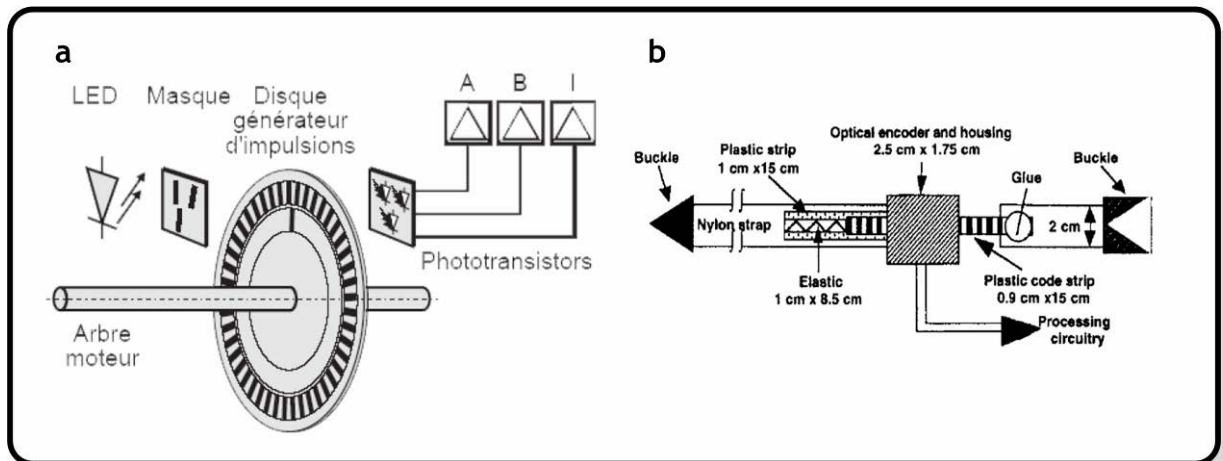 a
LED
Masque
Disque
générateur
d'impulsions
A
B
I
Phototransistors
Arbre
moteur
b
Buckle
Plastic strip
1 cm x15 cm
Optical encoder and housing
2.5 cm x 1.75 cm
Buckle
Glue
Nylon strap
2 cm
Elastic
1 cm x 8.5 cm
Plastic code strip
0.9 cm x15 cm
Processing
circuitry